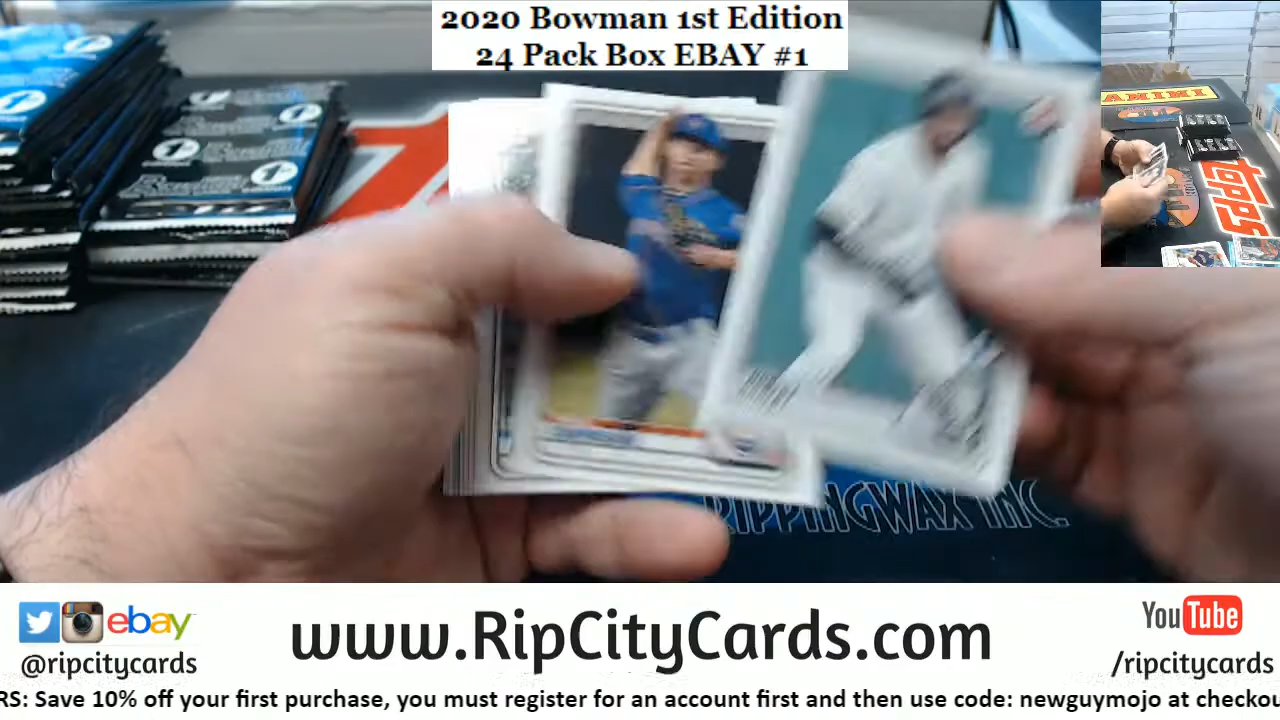 2020 Bowman 1st Edition
24 Pack Box EBAY #1
PANINI
topps
RIPPINGWAX INC.
ebay
@ripcitycards
www.RipCityCards.com
YouTube
/ripcitycards
RS: Save 10% off your first purchase, you must register for an account first and then use code: newguymojo at checkou